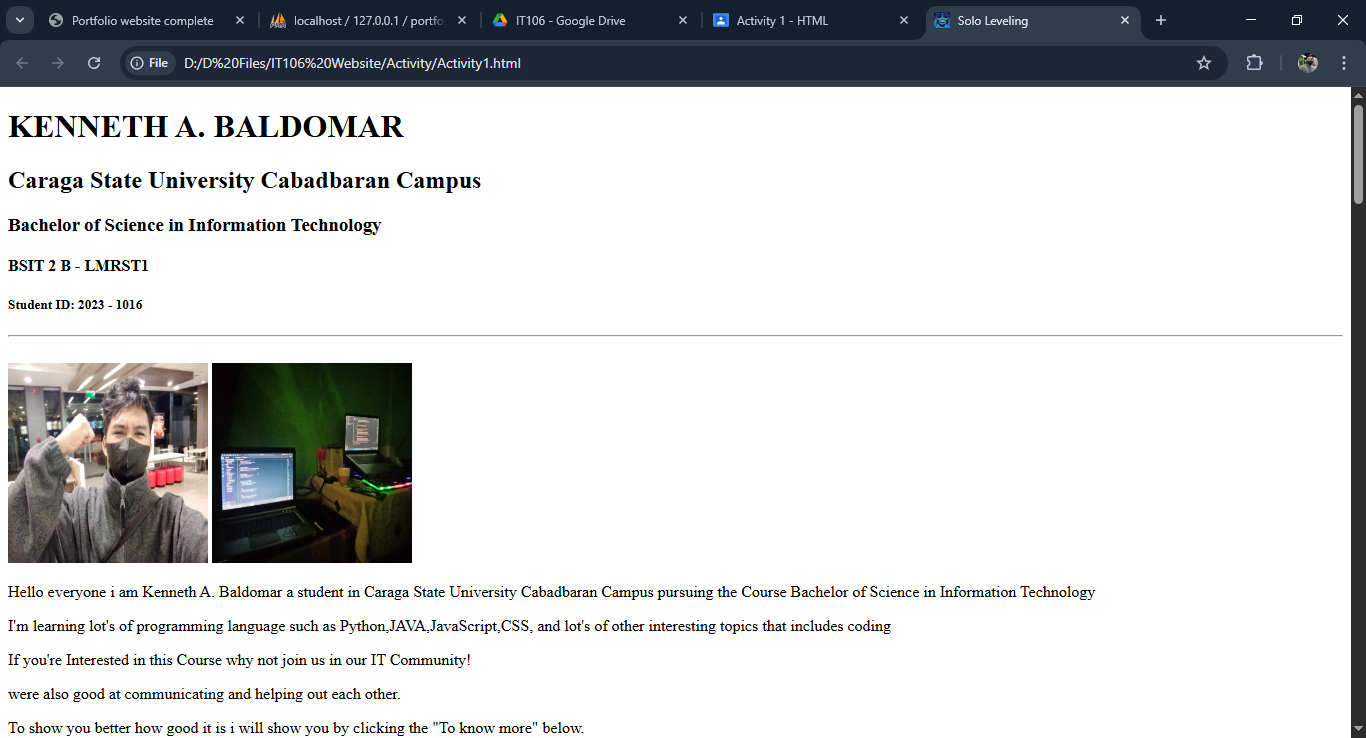 Portfolio website complete
localhost / 127.0.0.1 / portfo
IT106 - Google Drive
Activity 1 - HTML
Solo Leveling
File
D:/D%20Files/IT106%20Website/Activity/Activity1.html
KENNETH A. BALDOMAR
Caraga State University Cabadbaran Campus
Bachelor of Science in Information Technology
BSIT 2 B - LMRST1
Student ID: 2023 - 1016
Hello everyone i am Kenneth A. Baldomar a student in Caraga State University Cabadbaran Campus pursuing the Course Bachelor of Science in Information Technology
I'm learning lot's of programming language such as Python,JAVA,JavaScript,CSS, and lot's of other interesting topics that includes coding
If you're Interested in this Course why not join us in our IT Community!
were also good at communicating and helping out each other.
To show you better how good it is i will show you by clicking the "To know more" below.